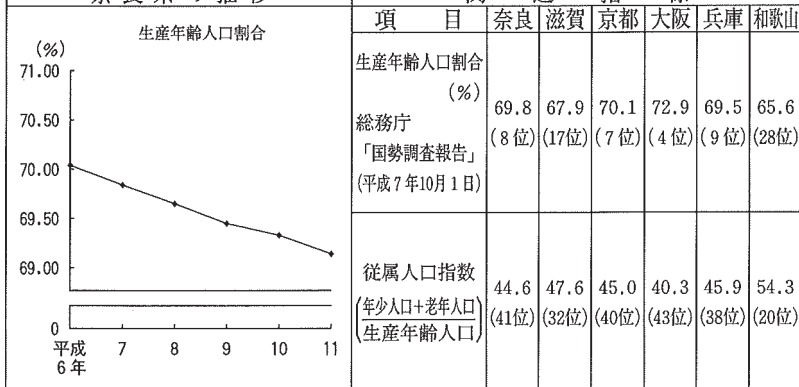 生産年齢人口割合
(%)
71.00
70.50
70.00
69.50
69.00
0
平成
6年
7
8
9
10
11
項 目 奈良 滋賀 京都 大阪 兵庫 和歌山
生産年齢人口割合
(%)
総務庁
「国勢調査報告」
(平成7年10月1日)
69.8 67.9 70.1 72.9 69.5 65.6
(8位) (17位) (7位) (4位) (9位) (28位)
従属人口指数
(年少人口+老年人口
生産年齢人口)
44.6 47.6 45.0 40.3 45.9 54.3
(41位) (32位) (40位) (43位) (38位) (20位)